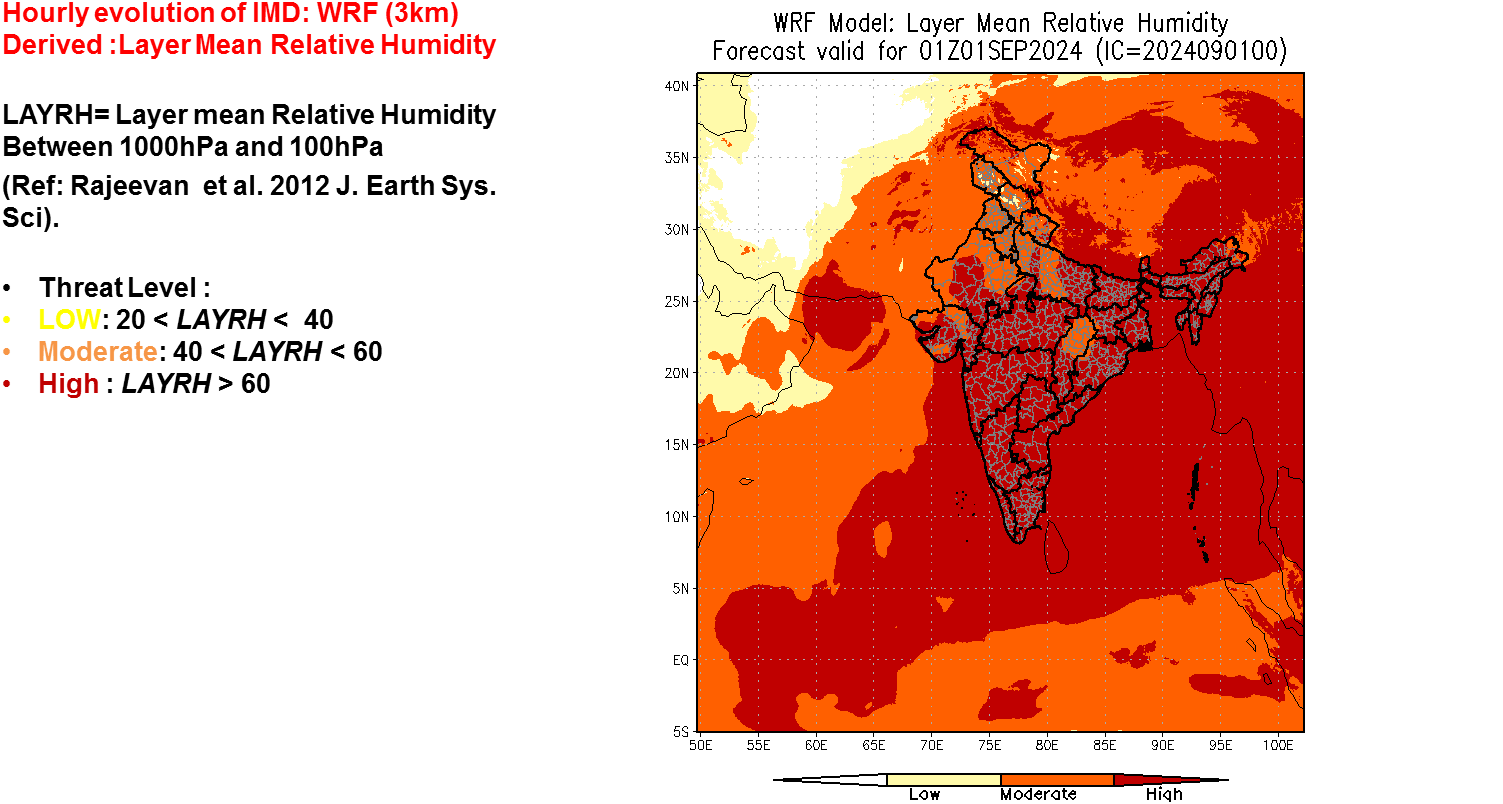 Hourly evolution of IMD: WRF (3km)
Derived :Layer Mean Relative Humidity
LAYRH= Layer mean Relative Humidity
Between 1000hPa and 100hPa
(Ref: Rajeevan et al. 2012 J. Earth Sys.
Sci).
• Threat Level :
• LOW: 20 < LAYRH < 40
• Moderate: 40 < LAYRH < 60
• High : LAYRH > 60
WRF Model: Layer Mean Relative Humidity
Forecast valid for 01Z01SEP2024 (IC=2024090100)
40N
35N
30N
25N
20N
15N
10N
5N
EQ
5S
50E 55E 60E 65E 70E 75E 80E 85E 90E 95E 100E
Low Moderate High